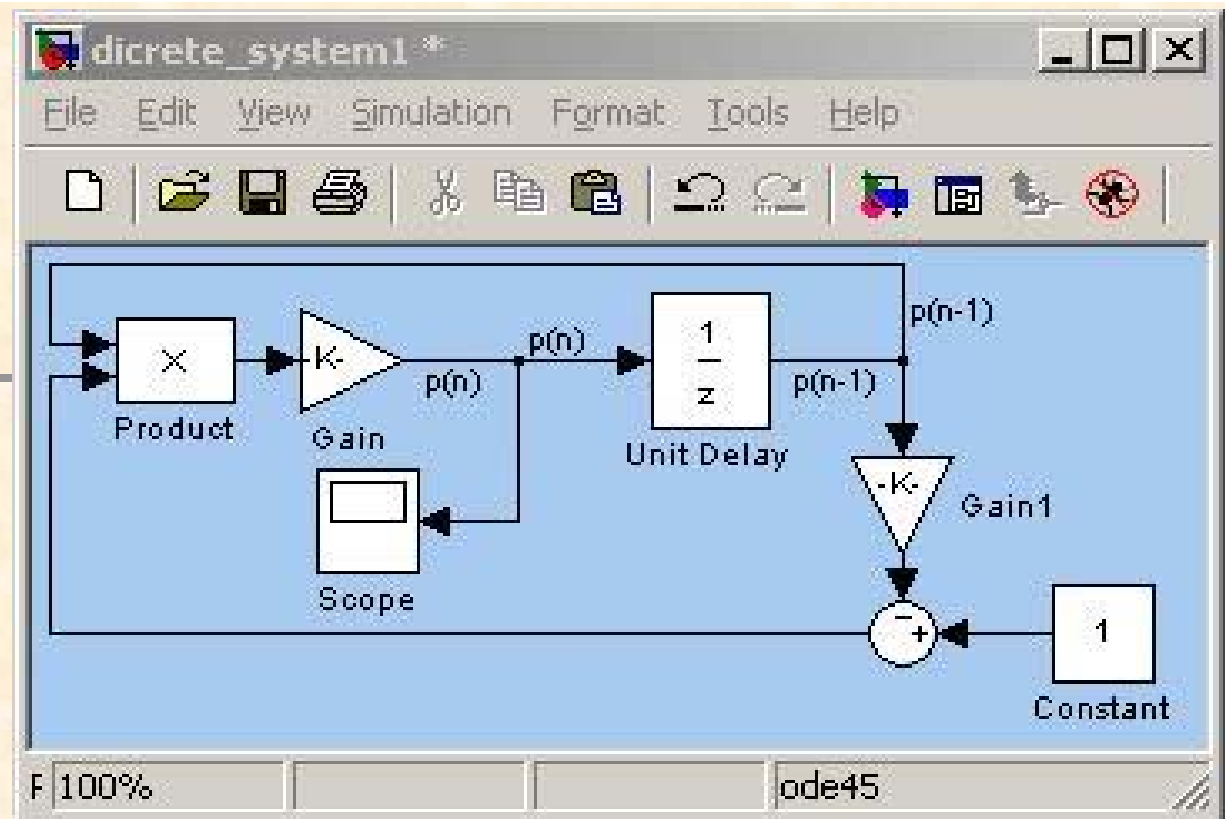 dicrete_system1 *
File Edit View Simulation Format Tools Help
p(n-1)
p(n)
1
z
×
-K-
p(n)
p(n-1)
Product
Gain
Unit Delay
-K-
Gain1
Scope
− +
1
Constant
F 100% ode45